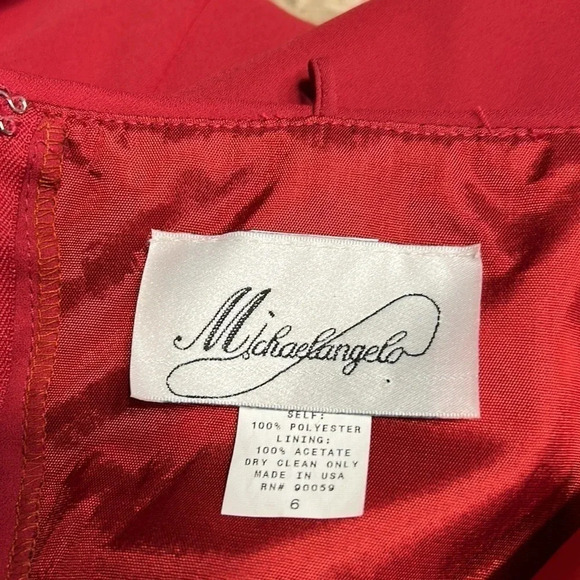 Michaelangelo
SELF:
100% POLYESTER
LINING:
100% ACETATE
DRY CLEAN ONLY
MADE IN USA
RN# 90059
6